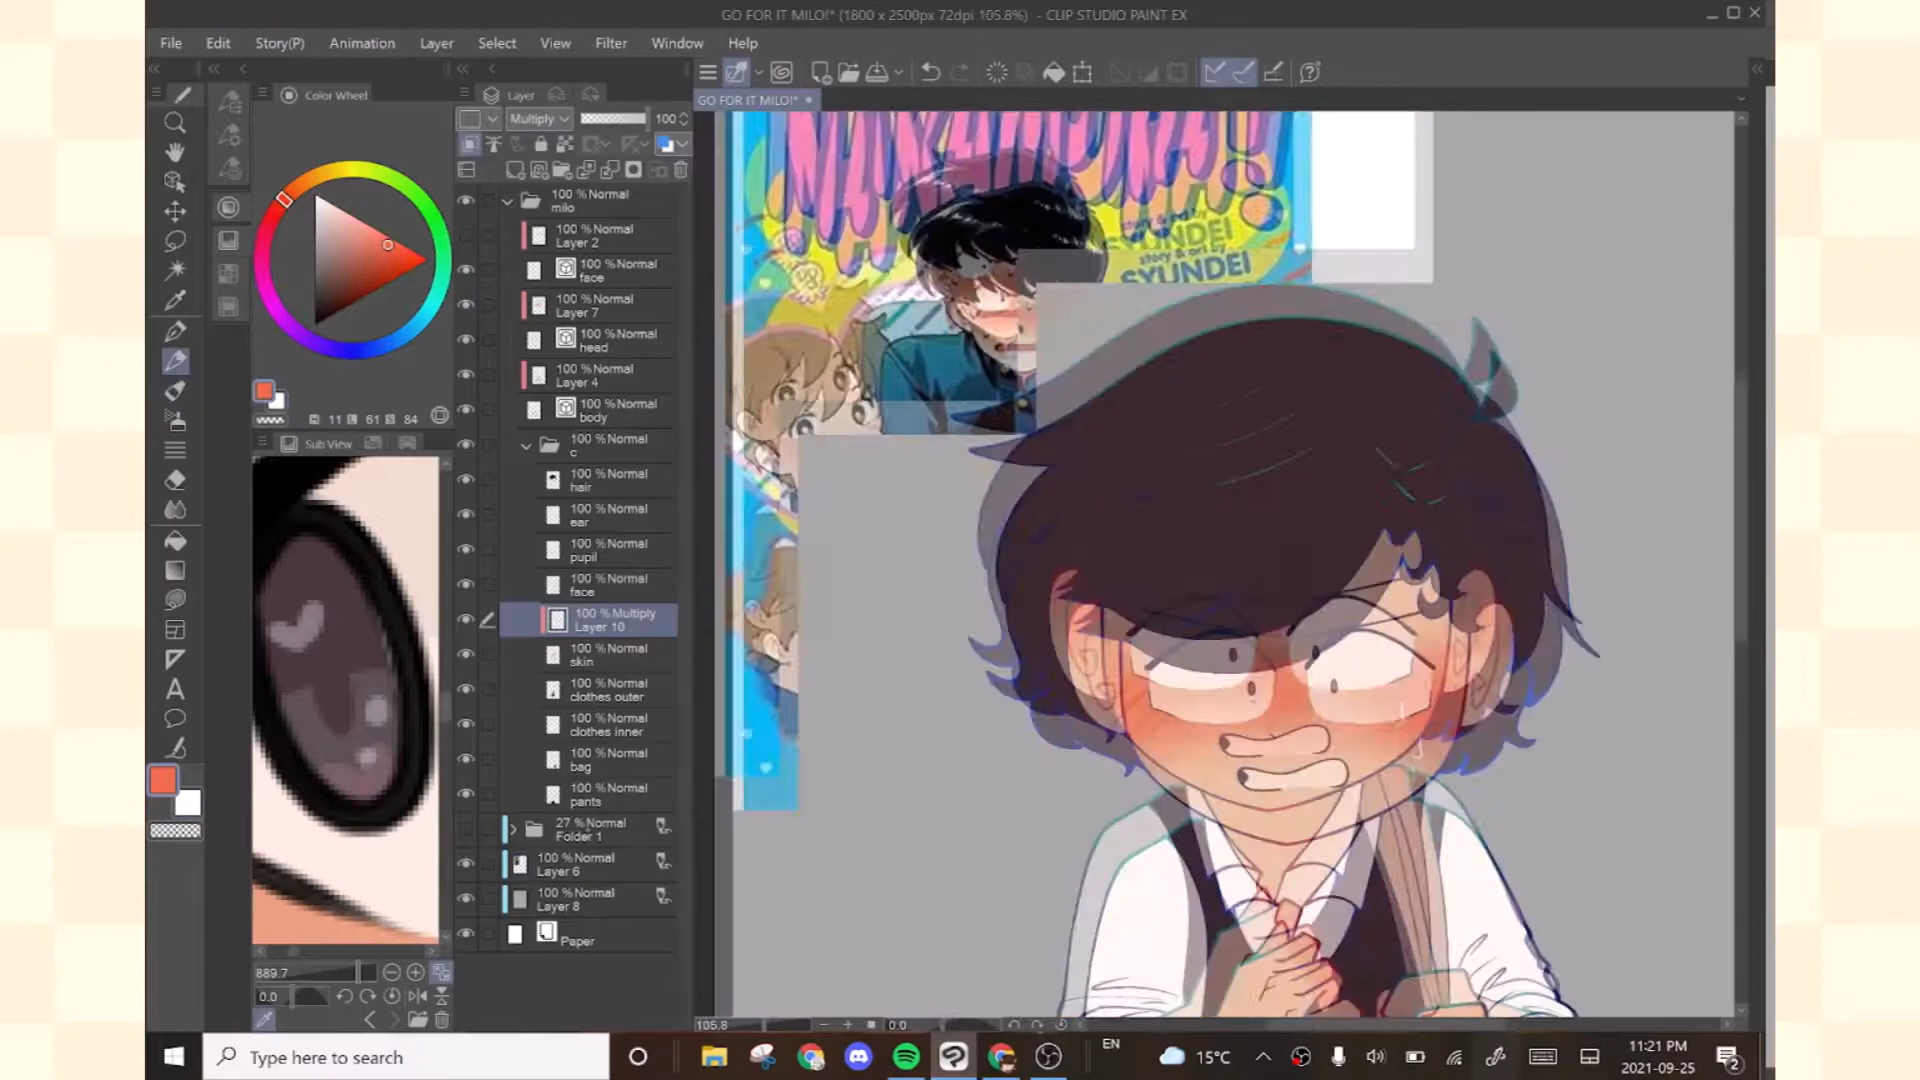 GO FOR IT MILO!* (1800 x 2500px 72dpi 105.8%) - CLIP STUDIO PAINT EX
File Edit Story(P) Animation Layer Select View Filter Window Help
Color Wheel
Layer
GO FOR IT MILO!*
Multiply 100
100 % Normal
milo
100 % Normal
Layer 2
100 % Normal
face
100 % Normal
Layer 7
100 % Normal
head
100 % Normal
Layer 4
100 % Normal
body
100 % Normal
c
100 % Normal
hair
100 % Normal
ear
100 % Normal
pupil
100 % Normal
face
100 % Multiply
Layer 10
100 % Normal
skin
100 % Normal
clothes outer
100 % Normal
clothes inner
100 % Normal
bag
100 % Normal
pants
27 % Normal
Folder 1
100 % Normal
Layer 6
100 % Normal
Layer 8
Paper
11 61 84
Sub View
889.7
0.0
story & art by
SYUNDEI
story & art by
SYUNDEI
105.8 0.0
Type here to search
EN
15°C
11:21 PM
2021-09-25
2